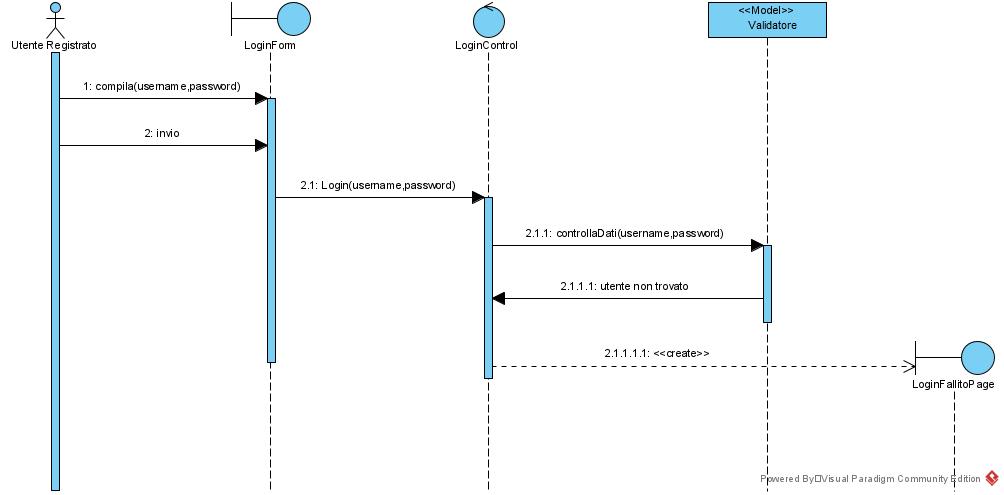 <<Model>>
Validatore
Utente Registrato
LoginForm
LoginControl
1: compila(username,password)
2: invio
2.1: Login(username,password)
2.1.1: controllaDati(username,password)
2.1.1.1: utente non trovato
2.1.1.1.1: <<create>>
LoginFallitoPage
Powered By Visual Paradigm Community Edition